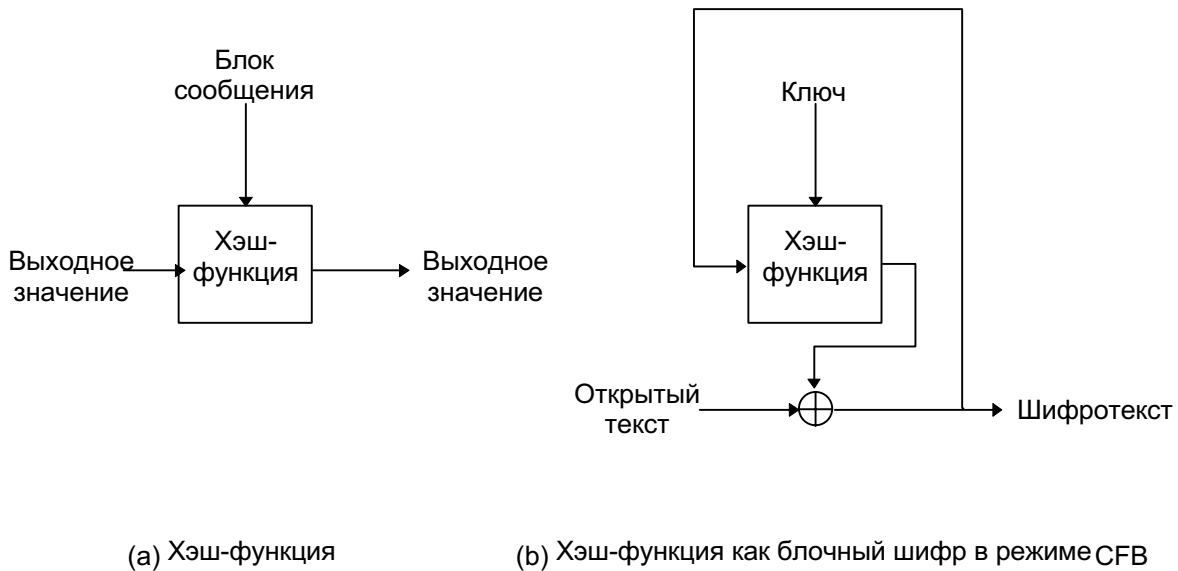 Блок
сообщения
Выходное
значение
Хэш-
функция
Выходное
значение
Ключ
Хэш-
функция
Открытый
текст
Шифротекст
(a) Хэш-функция
(b) Хэш-функция как блочный шифр в режиме CFB